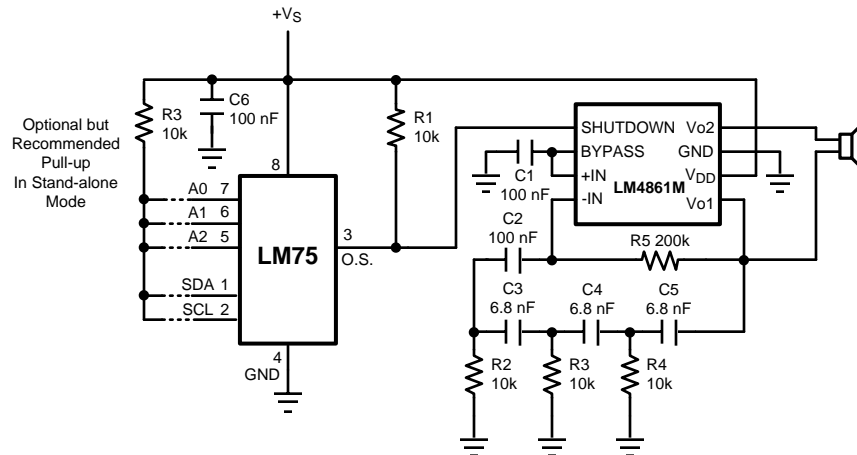 +VS
Optional but
Recommended
Pull-up
In Stand-alone
Mode
R3
10k
C6
100 nF
R1
10k
8
A0 7
A1 6
A2 5
SDA 1
SCL 2
LM75
3
O.S.
4
GND
SHUTDOWN Vo2
BYPASS GND
+IN VDD
LM4861M
-IN Vo1
C1
100 nF
C2
100 nF
R5 200k
C3
6.8 nF
C4
6.8 nF
C5
6.8 nF
R2
10k
R3
10k
R4
10k